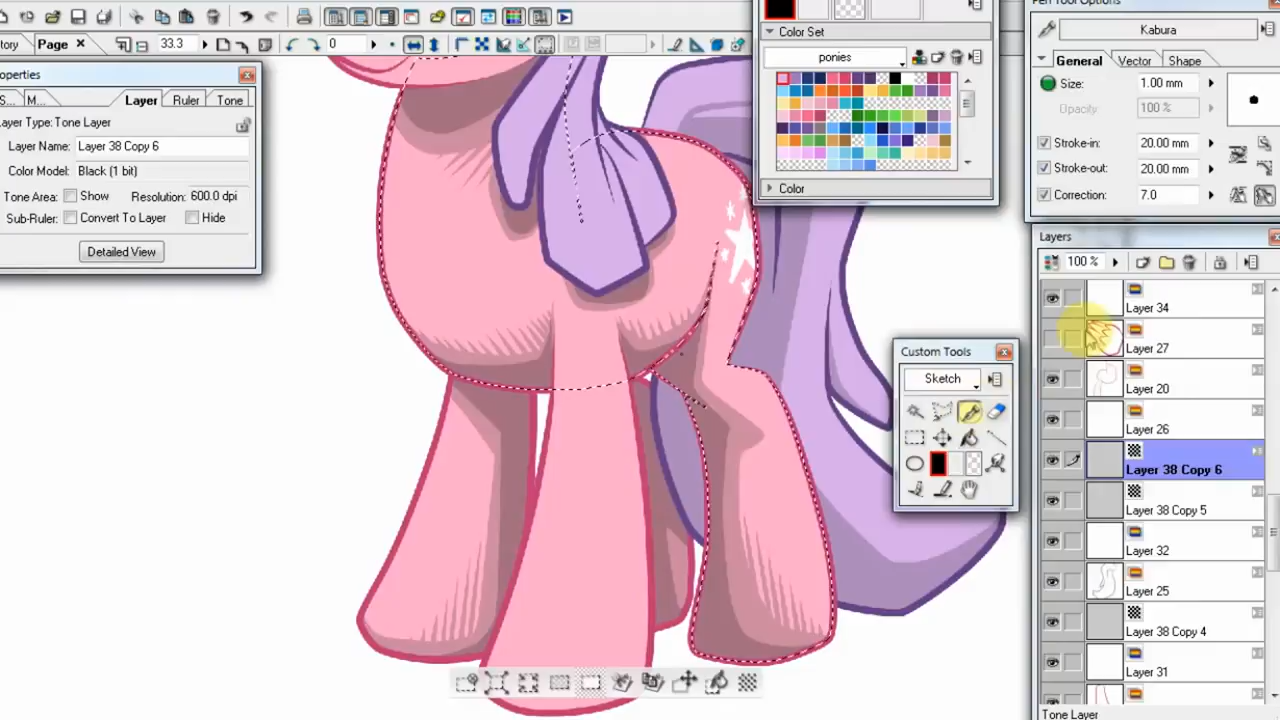 33.3
0
tory Page
operties
S... M... Layer Ruler Tone
Layer Type: Tone Layer
Layer Name: Layer 38 Copy 6
Color Model: Black (1 bit)
Tone Area: Show Resolution: 600.0 dpi
Sub-Ruler: Convert To Layer Hide
Detailed View
Color Set
ponies
Color
Pen Tool Options
Kabura
General Vector Shape
Size: 1.00 mm
Opacity 100 %
Stroke-in: 20.00 mm
Stroke-out: 20.00 mm
Correction: 7.0
Layers
100 %
Layer 34
Layer 27
Layer 20
Layer 26
Layer 38 Copy 6
Layer 38 Copy 5
Layer 32
Layer 25
Layer 38 Copy 4
Layer 31
Tone Layer
Custom Tools
Sketch